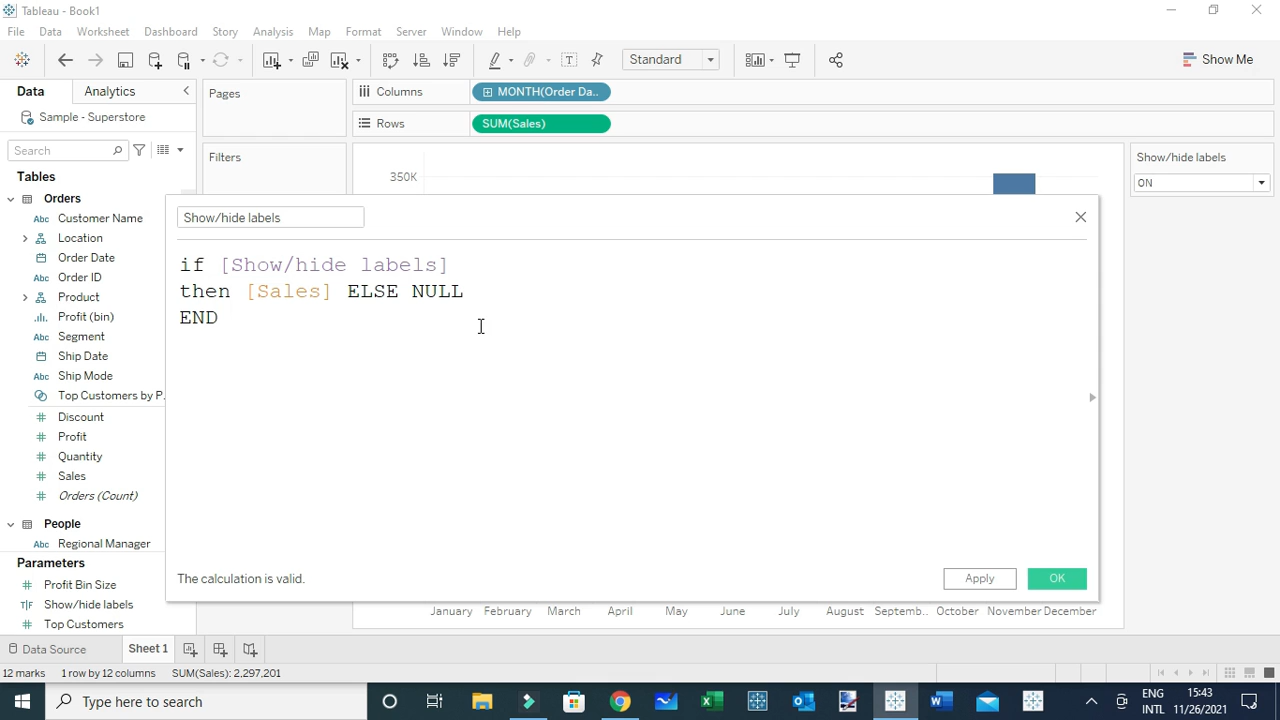 Tableau - Book1
File Data Worksheet Dashboard Story Analysis Map Format Server Window Help
Standard
Show Me
Data Analytics
Pages
Columns
MONTH(Order Da..
Sample - Superstore
Rows
SUM(Sales)
Search
Filters
Show/hide labels
ON
Tables
350K
Orders
Customer Name
Location
Order Date
Order ID
Product
Profit (bin)
Segment
Ship Date
Ship Mode
Top Customers by P.
Discount
Profit
Quantity
Sales
Orders (Count)
People
Regional Manager
Parameters
Profit Bin Size
Show/hide labels
Top Customers
Abc
Abc
Abc
Abc
Abc
Abc
Show/hide labels
if [Show/hide labels]
then [Sales] ELSE NULL
END
The calculation is valid.
Apply
OK
January February March April May June July August Septemb.. October November December
Data Source Sheet 1
12 marks 1 row by 12 columns SUM(Sales): 2,297,201
Type here to search
ENG
INTL
15:43
11/26/2021